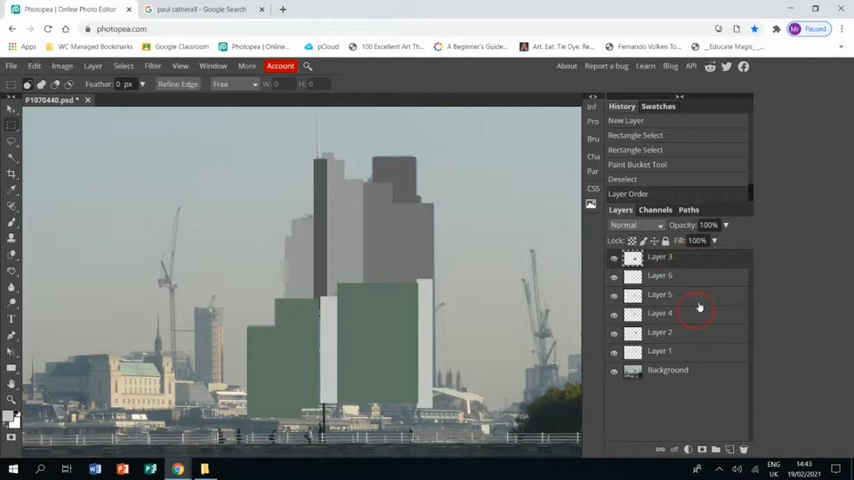 Photopea | Online Photo Editor
paul catherall - Google Search
photopea.com
Paused
Apps
WC Managed Bookmarks
Google Classroom
Photopea | Online...
pCloud
100 Excellent Art Th...
A Beginner's Guide...
Art. Eat. Tie Dye. Re...
Fernando Volken To...
_Educate Magis_...
File Edit Image Layer Select Filter View Window More Account
About Report a bug Learn Blog API
Feather: 0 px
Refine Edge
Free
W: 0
H: 0
P1070440.psd *
Inf
Pro
Bru
Cha
Par
CSS
History Swatches
New Layer
Rectangle Select
Rectangle Select
Paint Bucket Tool
Deselect
Layer Order
Layers Channels Paths
Normal
Opacity: 100%
Lock:
Fill: 100%
Layer 3
Layer 6
Layer 5
Layer 4
Layer 2
Layer 1
Background
ENG
UK
14:43
19/02/2021